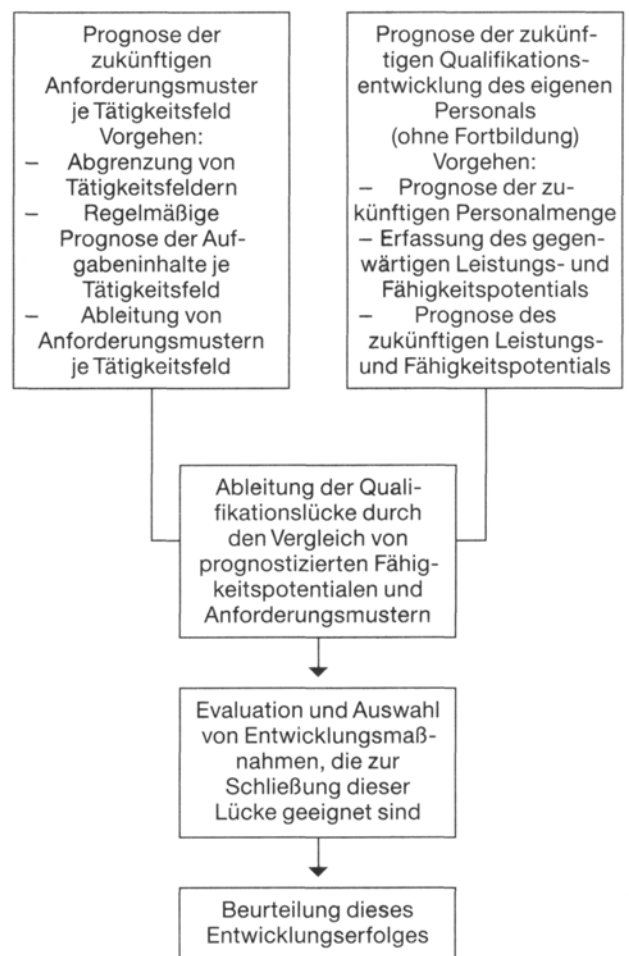 Prognose der
zukünftigen
Anforderungsmuster
je Tätigkeitsfeld
Vorgehen:
– Abgrenzung von
Tätigkeitsfeldern
– Regelmäßige
Prognose der Auf-
gabeninhalte je
Tätigkeitsfeld
– Ableitung von
Anforderungsmustern
je Tätigkeitsfeld
Prognose der zukünf-
tigen Qualifikations-
entwicklung des eigenen
Personals
(ohne Fortbildung)
Vorgehen:
– Prognose der zu-
künftigen Personalmenge
– Erfassung des gegen-
wärtigen Leistungs- und
Fähigkeitspotentials
– Prognose des
zukünftigen Leistungs-
und Fähigkeitspotentials
Ableitung der Quali-
fikationslücke durch
den Vergleich von
prognostizierten Fähig-
keitspotentialen und
Anforderungsmustern
Evaluation und Auswahl
von Entwicklungsmaß-
nahmen, die zur
Schließung dieser
Lücke geeignet sind
Beurteilung dieses
Entwicklungserfolges